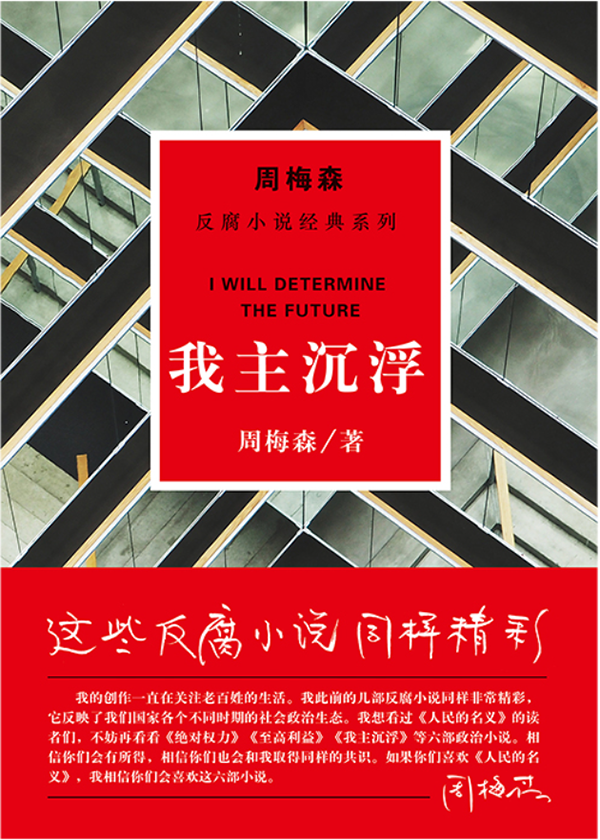 周梅森
反腐小说经典系列
I WILL DETERMINE
THE FUTURE
我主沉浮
周梅森/著
这些反腐小说同样精彩
我的创作一直在关注老百姓的生活。我此前的几部反腐小说同样非常精彩，
它反映了我们国家各个不同时期的社会政治生态。我想看过《人民的名义》的读
者们，不妨再看看《绝对权力》《至高利益》《我主沉浮》等六部政治小说。相
信你们会有所得，相信你们也会和我取得同样的共识。如果你们喜欢《人民的名
义》，我相信你们会喜欢这六部小说。
周梅森